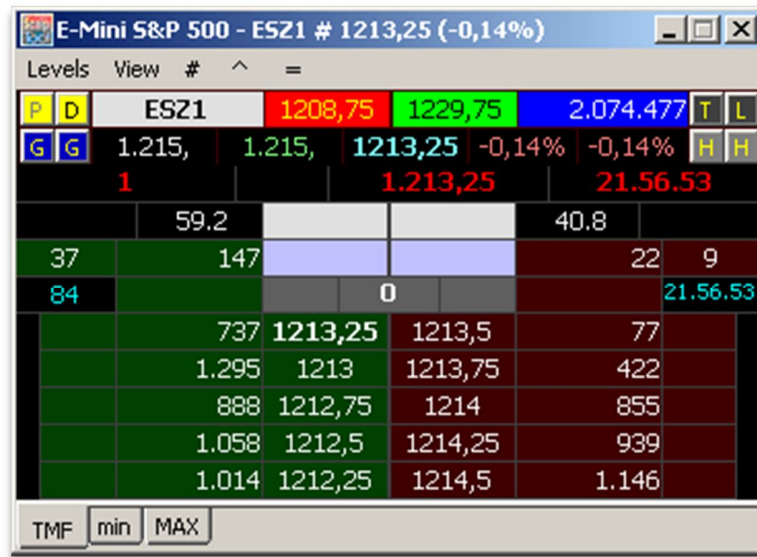 E-Mini S&P 500 - ESZ1 # 1213,25 (-0,14%)
Levels View # ^ =
P D ESZ1 1208,75 1229,75 2.074.477 T L
G G 1.215, 1.215, 1213,25 -0,14% -0,14% H H
1 1.213,25 21.56.53
59.2 40.8
37 147 22 9
84 0 21.56.53
737 1213,25 1213,5 77
1.295 1213 1213,75 422
888 1212,75 1214 855
1.058 1212,5 1214,25 939
1.014 1212,25 1214,5 1.146
TMF min MAX